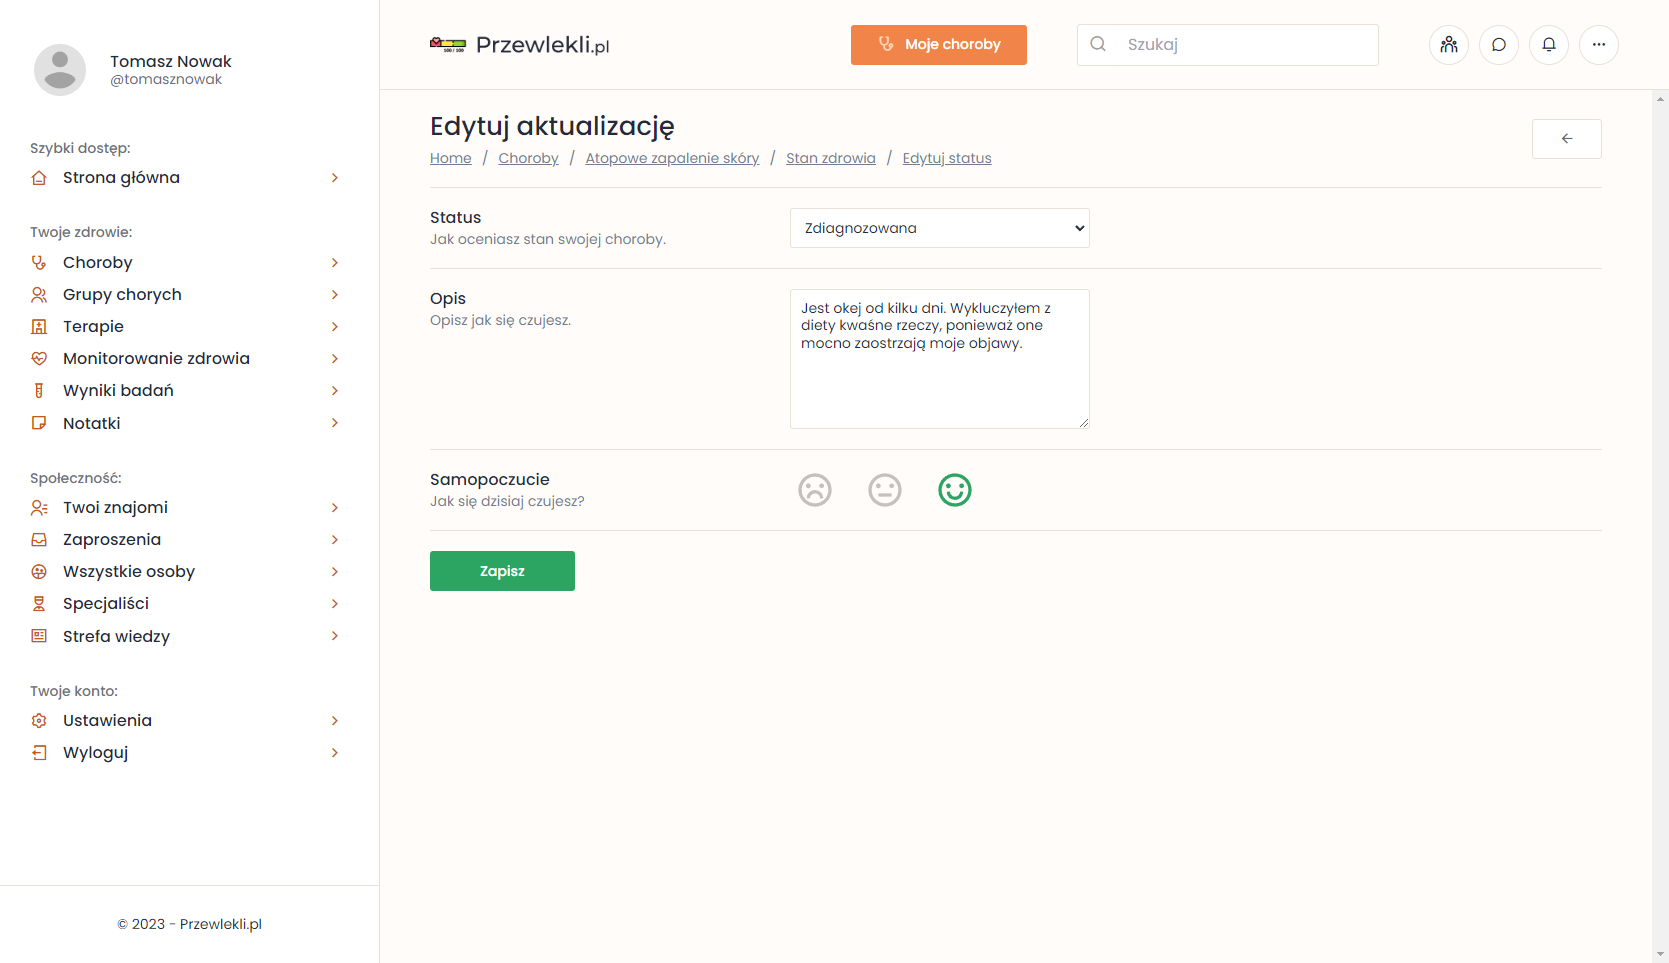 Tomasz Nowak
@tomasznowak
Szybki dostęp:
Strona główna
Twoje zdrowie:
Choroby
Grupy chorych
Terapie
Monitorowanie zdrowia
Wyniki badań
Notatki
Społeczność:
Twoi znajomi
Zaproszenia
Wszystkie osoby
Specjaliści
Strefa wiedzy
Twoje konto:
Ustawienia
Wyloguj
© 2023 - Przewlekli.pl
100 / 100
Przewlekli.pl
Moje choroby
Szukaj
Edytuj aktualizację
Home / Choroby / Atopowe zapalenie skóry / Stan zdrowia / Edytuj status
Status
Jak oceniasz stan swojej choroby.
Zdiagnozowana
Opis
Opisz jak się czujesz.
Jest okej od kilku dni. Wykluczyłem z
diety kwaśne rzeczy, ponieważ one
mocno zaostrzają moje objawy.
Samopoczucie
Jak się dzisiaj czujesz?
Zapisz